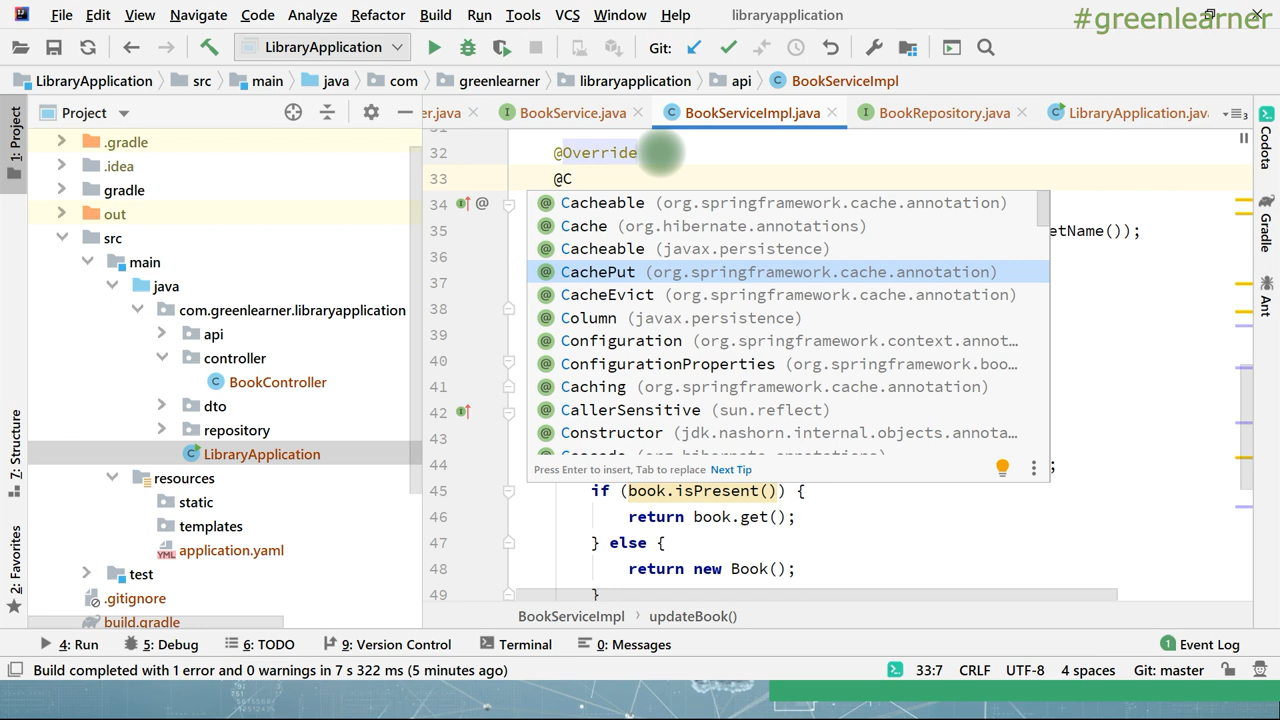 File Edit View Navigate Code Analyze Refactor Build Run Tools VCS Window Help libraryapplication
#greenlearner
LibraryApplication Git:
LibraryApplication src main java com greenlearner libraryapplication api BookServiceImpl
Project er.java BookService.java BookServiceImpl.java BookRepository.java LibraryApplication.java
1: Project
7: Structure
2: Favorites
.gradle
.idea
gradle
out
src
main
java
com.greenlearner.libraryapplication
api
controller
BookController
dto
repository
LibraryApplication
resources
static
templates
application.yaml
test
.gitignore
build.gradle
32 @Override
33 @C
34
35 etName());
36
37
38
39
40
41
42
43
44 ;
45 if (book.isPresent()) {
46 return book.get();
47 } else {
48 return new Book();
49 }
Cacheable (org.springframework.cache.annotation)
Cache (org.hibernate.annotations)
Cacheable (javax.persistence)
CachePut (org.springframework.cache.annotation)
CacheEvict (org.springframework.cache.annotation)
Column (javax.persistence)
Configuration (org.springframework.context.annot…
ConfigurationProperties (org.springframework.boo…
Caching (org.springframework.cache.annotation)
CallerSensitive (sun.reflect)
Constructor (jdk.nashorn.internal.objects.annota…
Press Enter to insert, Tab to replace Next Tip
Codota
Gradle
Ant
BookServiceImpl updateBook()
4: Run 5: Debug 6: TODO 9: Version Control Terminal 0: Messages 1 Event Log
Build completed with 1 error and 0 warnings in 7 s 322 ms (5 minutes ago) 33:7 CRLF UTF-8 4 spaces Git: master